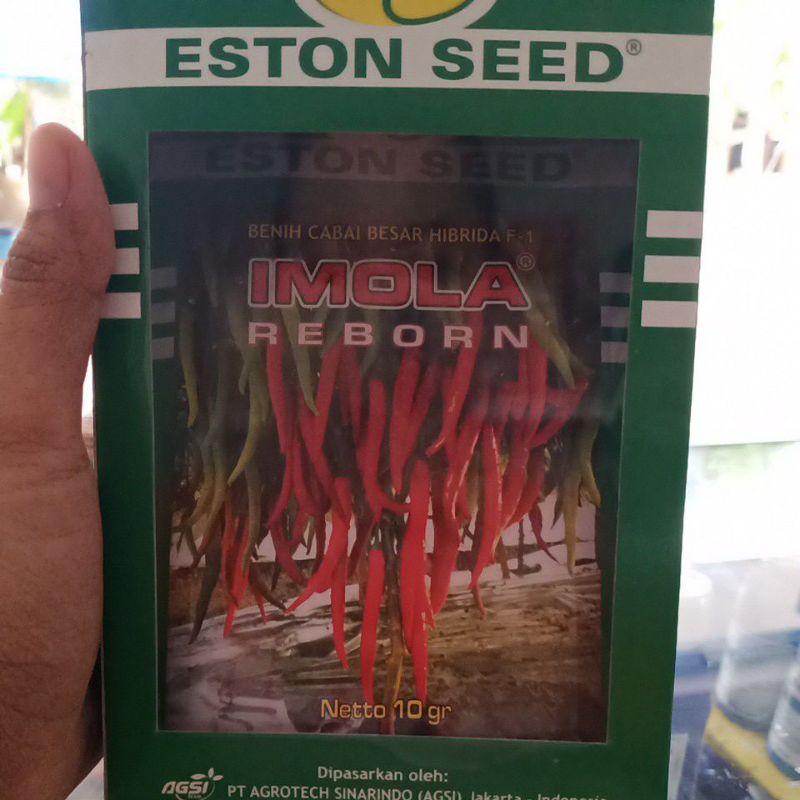 ESTON SEED®
ESTON SEED
BENIH CABAI BESAR HIBRIDA F-1
IMOLA®
REBORN
Netto 10 gr
Dipasarkan oleh:
AGSI
PT AGROTECH SINARINDO (AGSI) Jakarta - Indonesia